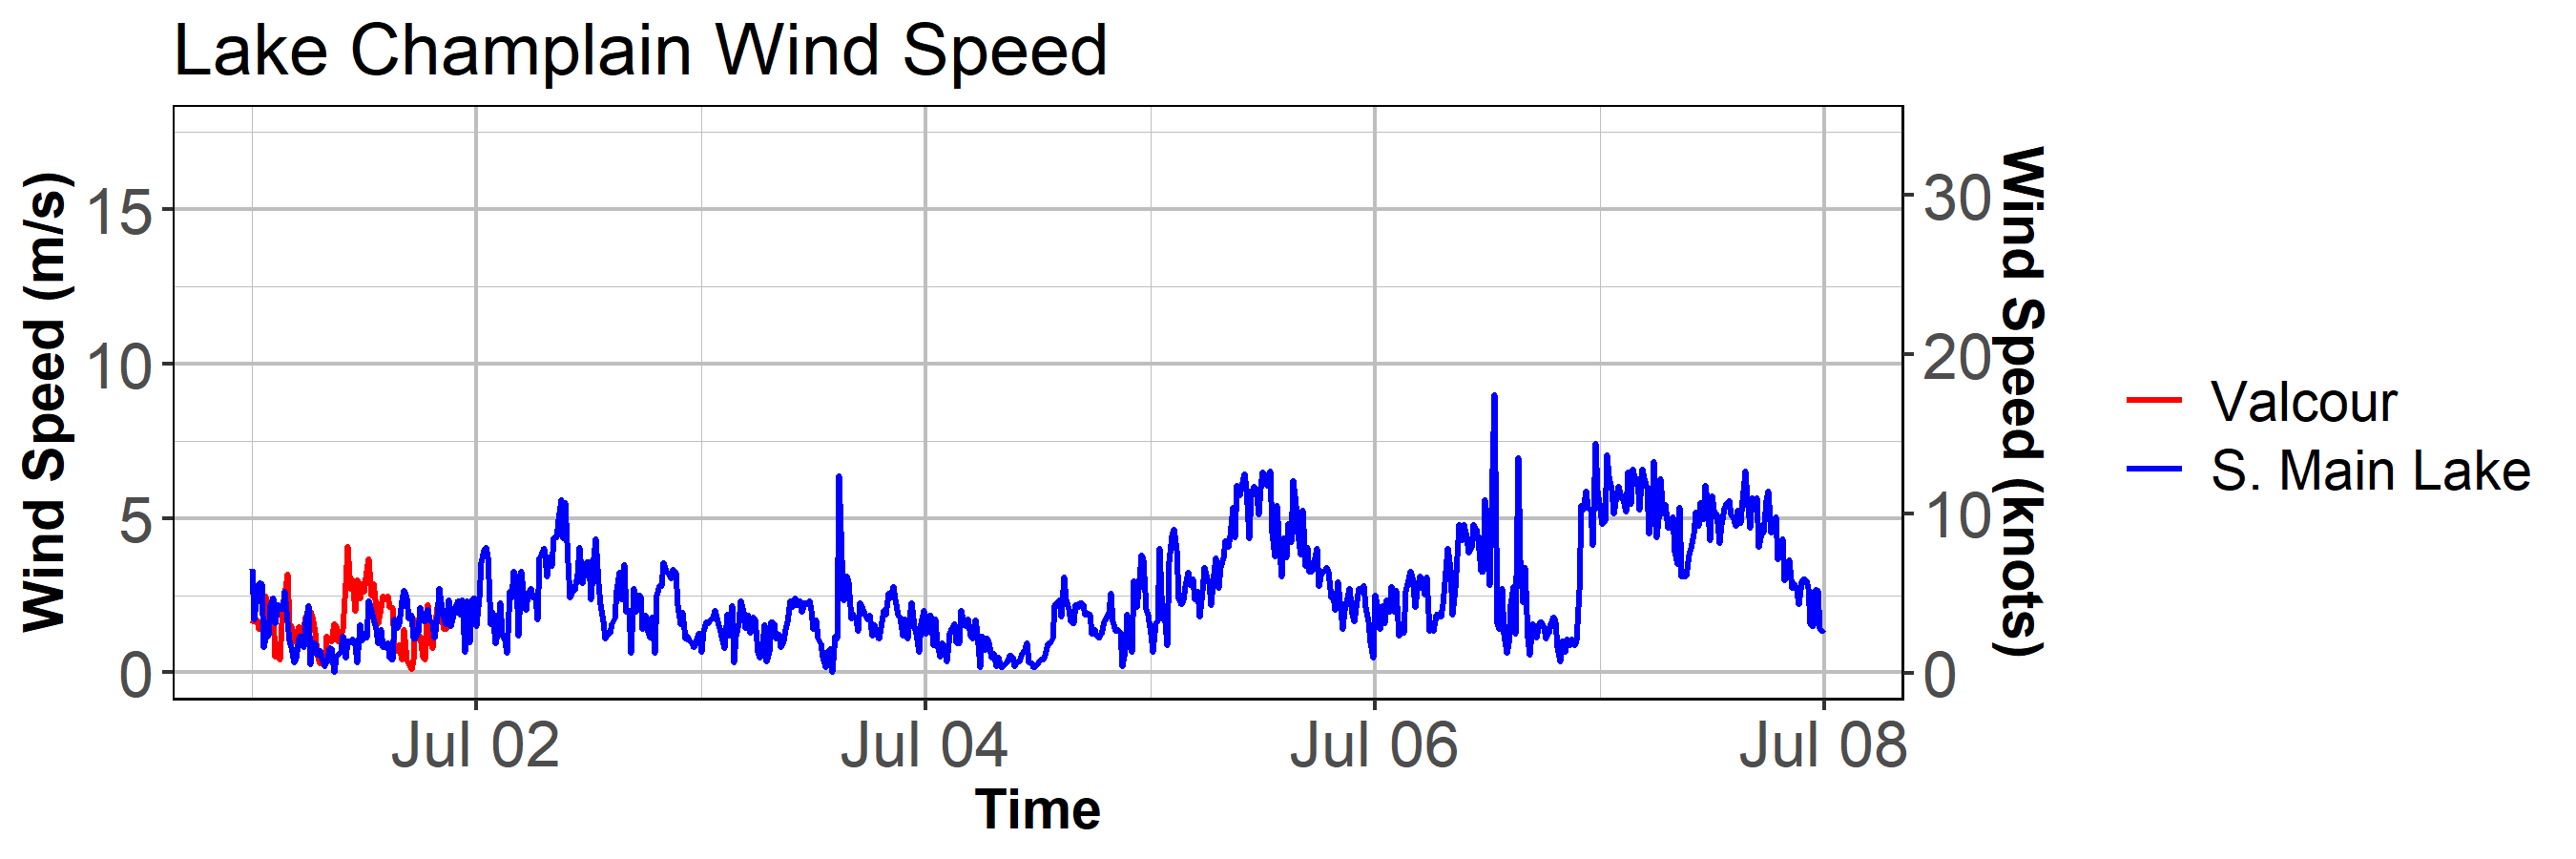 Lake Champlain Wind Speed
Wind Speed (m/s)
15
10
5
0
30
20
10
0
Wind Speed (knots)
Jul 02
Jul 04
Jul 06
Jul 08
Time
Valcour
S. Main Lake